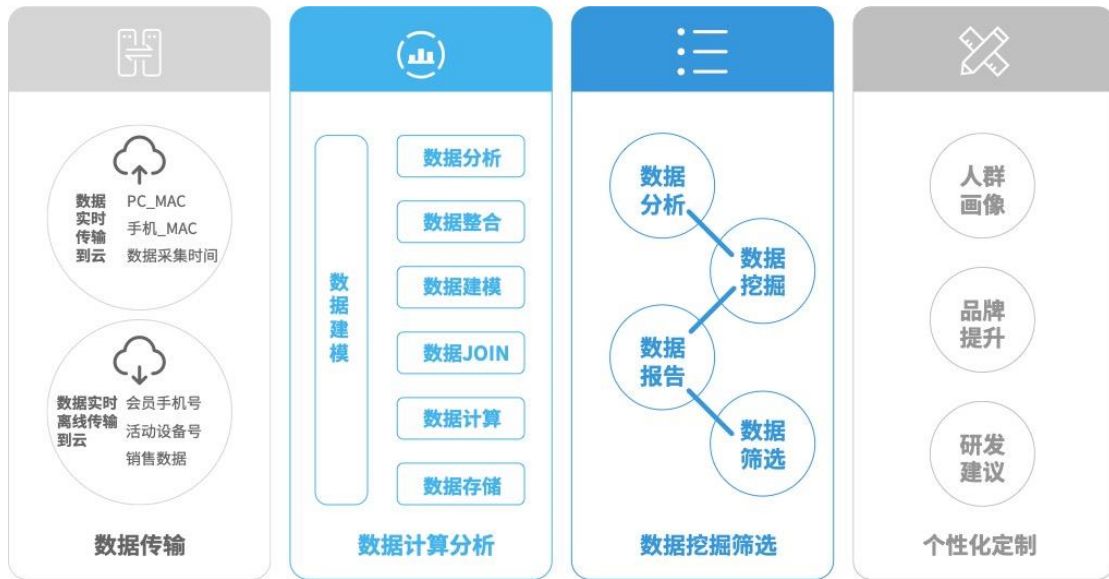 数据
实时
传输
到云
PC_MAC
手机_MAC
数据采集时间
数据实时
离线传输
到云
会员手机号
活动设备号
销售数据
数据传输
数据建模
数据分析
数据整合
数据建模
数据JOIN
数据计算
数据存储
数据计算分析
数据
分析
数据
挖掘
数据
报告
数据
筛选
数据挖掘筛选
人群
画像
品牌
提升
研发
建议
个性化定制